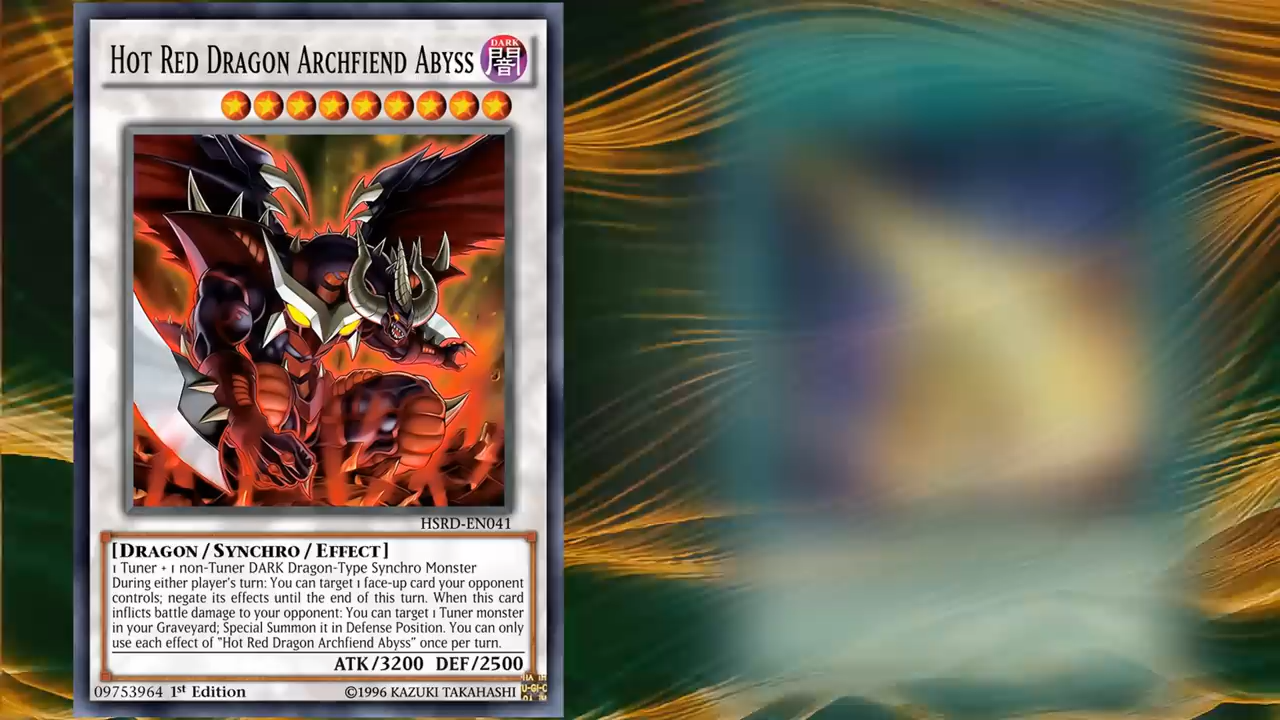 Hot Red Dragon Archfiend Abyss
DARK
闇
HSRD-EN041
[Dragon / Synchro / Effect]
1 Tuner + 1 non-Tuner DARK Dragon-Type Synchro Monster
During either player's turn: You can target 1 face-up card your opponent
controls; negate its effects until the end of this turn. When this card
inflicts battle damage to your opponent: You can target 1 Tuner monster
in your Graveyard; Special Summon it in Defense Position. You can only
use each effect of "Hot Red Dragon Archfiend Abyss" once per turn.
ATK/3200 DEF/2500
09753964 1st Edition ©1996 KAZUKI TAKAHASHI